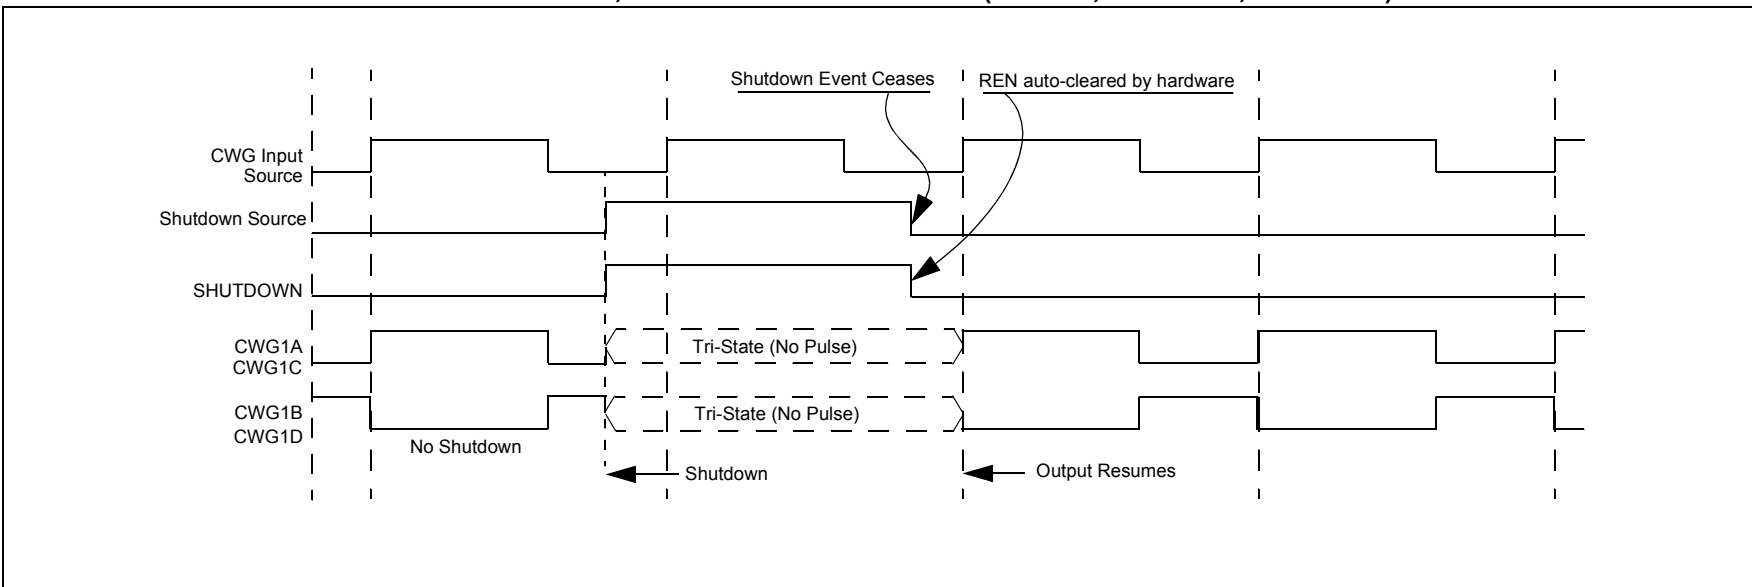 Shutdown Event Ceases
REN auto-cleared by hardware
CWG Input
Source
Shutdown Source
SHUTDOWN
CWG1A
CWG1C
Tri-State (No Pulse)
CWG1B
CWG1D
Tri-State (No Pulse)
No Shutdown
Shutdown
Output Resumes